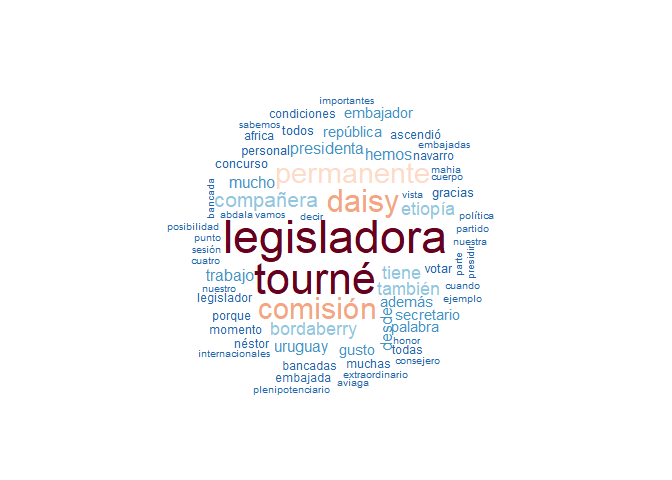 importantes
condiciones embajador
sabemos
africa todos república ascendió
embajadas
personal presidenta hemos navarro
concurso permanente mahia
bancada mucho cuerpo
compañera daisy vista gracias
etiopía
abdala vamos decir política
posibilidad legisladora partido
punto nuestra
sesión
cuatro tourné parte presidir
trabajo tiene votar
nuestro también cuando
legislador comisión además ejemplo
porque desde secretario
momento bordaberry palabra
néstor uruguay gusto honor
internacionales todas
bancadas muchas consejero
embajada extraordinario
aviaga
plenipotenciario